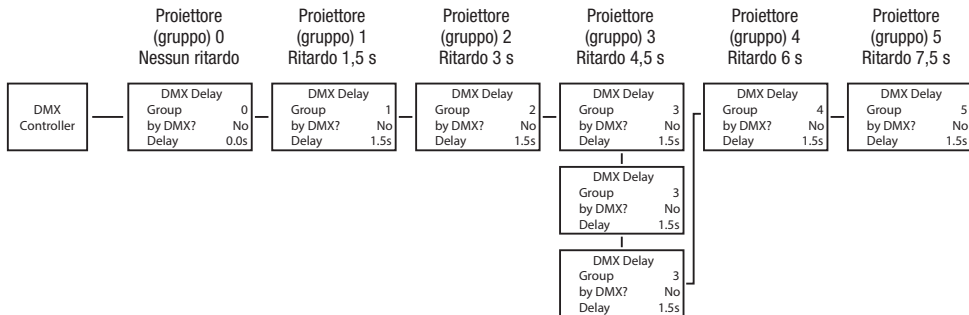 Proiettore
(gruppo) 0
Nessun ritardo
Proiettore
(gruppo) 1
Ritardo 1,5 s
Proiettore
(gruppo) 2
Ritardo 3 s
Proiettore
(gruppo) 3
Ritardo 4,5 s
Proiettore
(gruppo) 4
Ritardo 6 s
Proiettore
(gruppo) 5
Ritardo 7,5 s
DMX
Controller
DMX Delay
Group 0
by DMX? No
Delay 0.0s
DMX Delay
Group 1
by DMX? No
Delay 1.5s
DMX Delay
Group 2
by DMX? No
Delay 1.5s
DMX Delay
Group 3
by DMX? No
Delay 1.5s
DMX Delay
Group 3
by DMX? No
Delay 1.5s
DMX Delay
Group 3
by DMX? No
Delay 1.5s
DMX Delay
Group 4
by DMX? No
Delay 1.5s
DMX Delay
Group 5
by DMX? No
Delay 1.5s